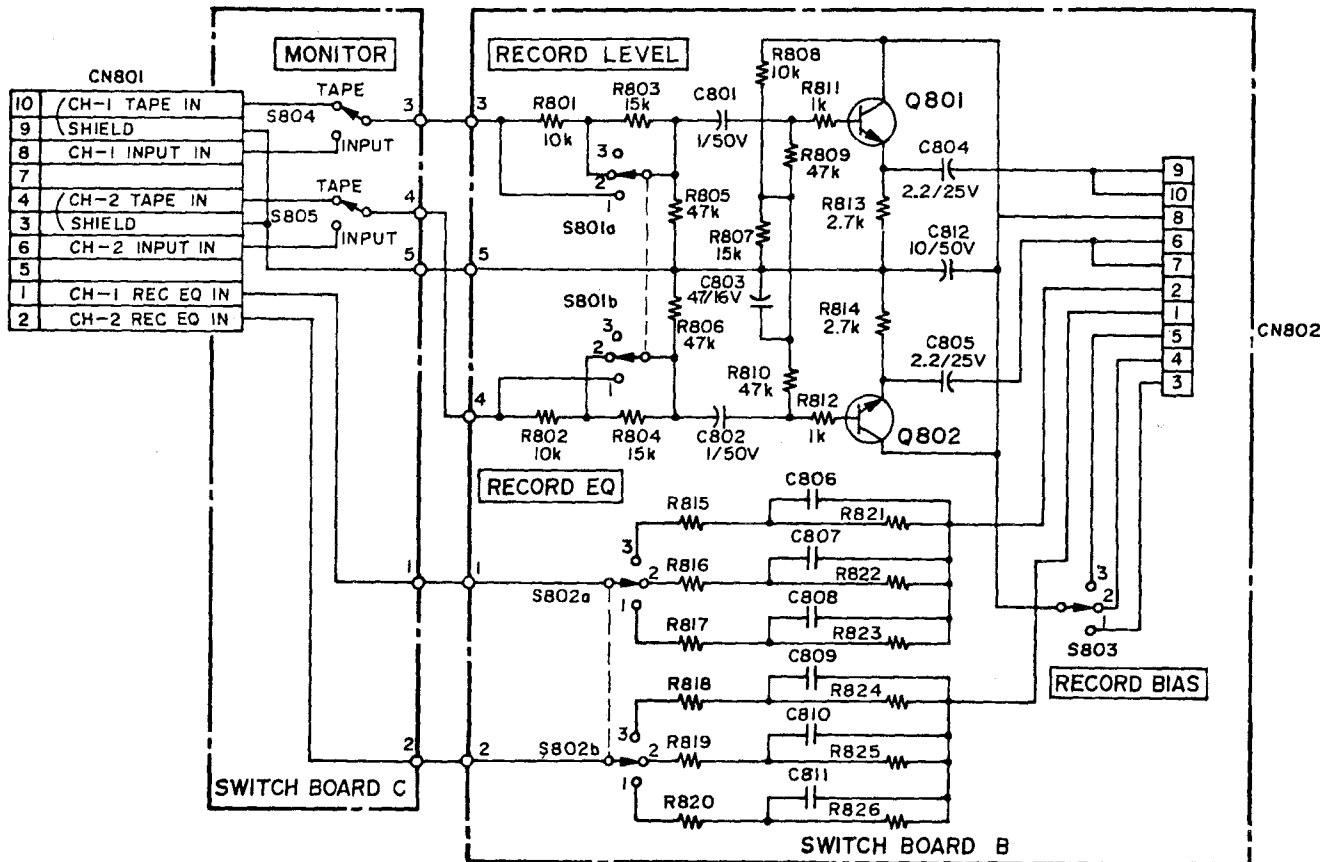 MONITOR
CN801
10 CH-1 TAPE IN
9 SHIELD
8 CH-1 INPUT IN
7
4 CH-2 TAPE IN
3 SHIELD
6 CH-2 INPUT IN
5
1 CH-1 REC EQ IN
2 CH-2 REC EQ IN
TAPE
S804
INPUT
3
TAPE
S805
INPUT
4
5
1
2
SWITCH BOARD C
RECORD LEVEL
3
R801
10k
R803
15k
C801
1/50V
R808
10k
R811
1k
Q801
3
2
1
S801a
R805
47k
R809
47k
R807
15k
R813
2.7k
C804
2.2/25V
C812
10/50V
5
S801b
3
2
1
R806
47k
C803
47/16V
R810
47k
R814
2.7k
C805
2.2/25V
4
R802
10k
R804
15k
C802
1/50V
R812
1k
Q802
9
10
8
6
7
2
1
5
4
3
CN802
RECORD EQ
R815
C806
R821
3
C807
1
S802a
2
R816
R822
1
C808
R817
R823
C809
R818
R824
3
C810
2
S802b
2
R819
R825
1
C811
R820
R826
3
2
1
S803
RECORD BIAS
SWITCH BOARD B